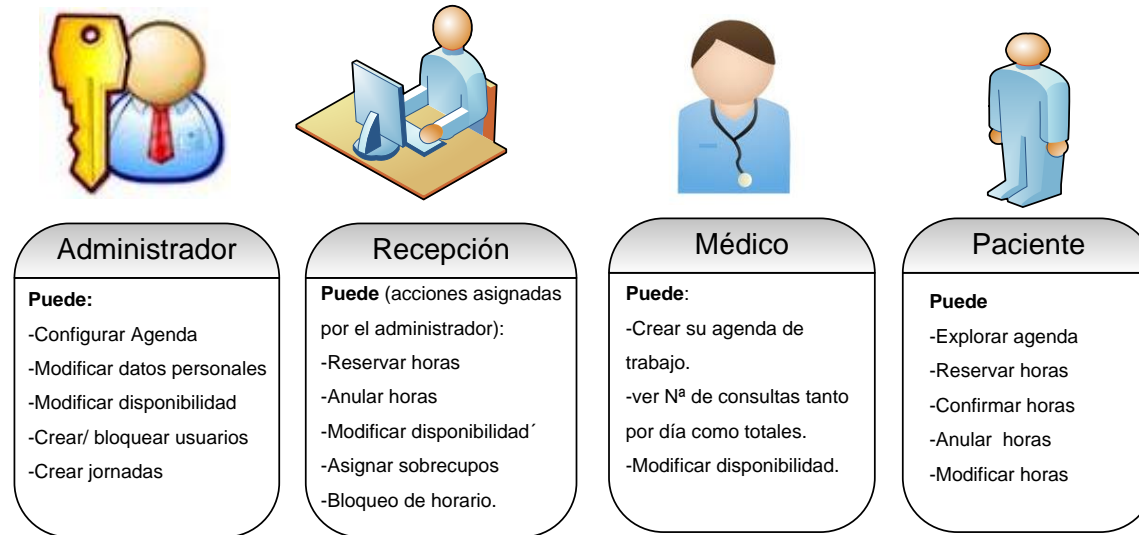 Administrador
Puede:
-Configurar Agenda
-Modificar datos personales
-Modificar disponibilidad
-Crear/ bloquear usuarios
-Crear jornadas
Recepción
Puede (acciones asignadas
por el administrador):
-Reservar horas
-Anular horas
-Modificar disponibilidad´
-Asignar sobrecupos
-Bloqueo de horario.
Médico
Puede:
-Crear su agenda de
trabajo.
-ver Nª de consultas tanto
por día como totales.
-Modificar disponibilidad.
Paciente
Puede
-Explorar agenda
-Reservar horas
-Confirmar horas
-Anular  horas
-Modificar horas